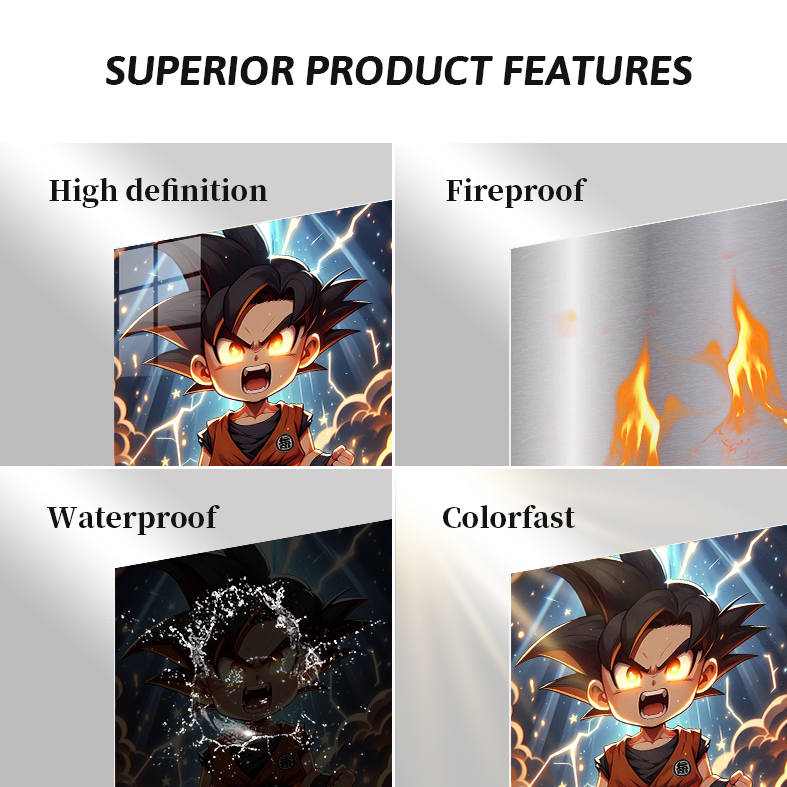 SUPERIOR PRODUCT FEATURES
High definition
Fireproof
Waterproof
Colorfast